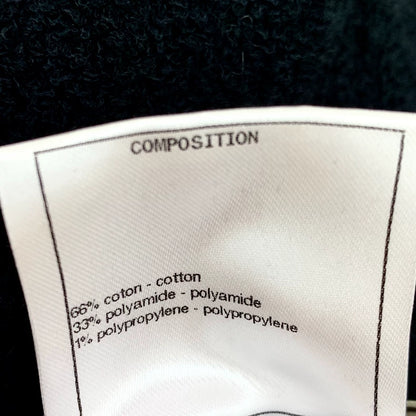 COMPOSITION
66% coton - cotton
33% polyamide - polyamide
1% polypropylene - polypropylene